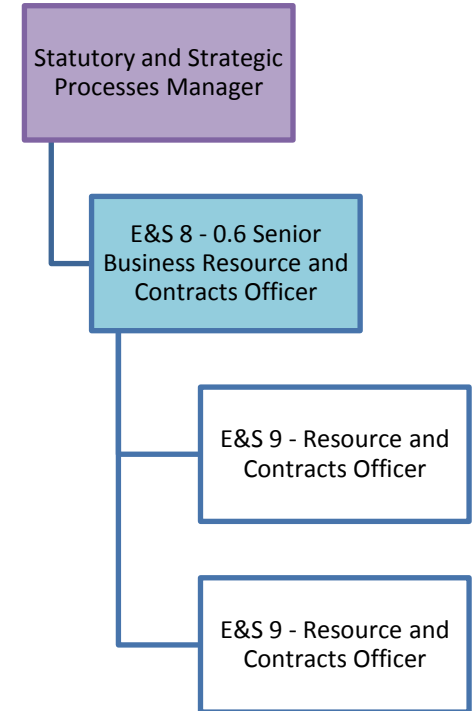 Statutory and Strategic
Processes Manager
E&S 8 - 0.6 Senior
Business Resource and
Contracts Officer
E&S 9 - Resource and
Contracts Officer
E&S 9 - Resource and
Contracts Officer